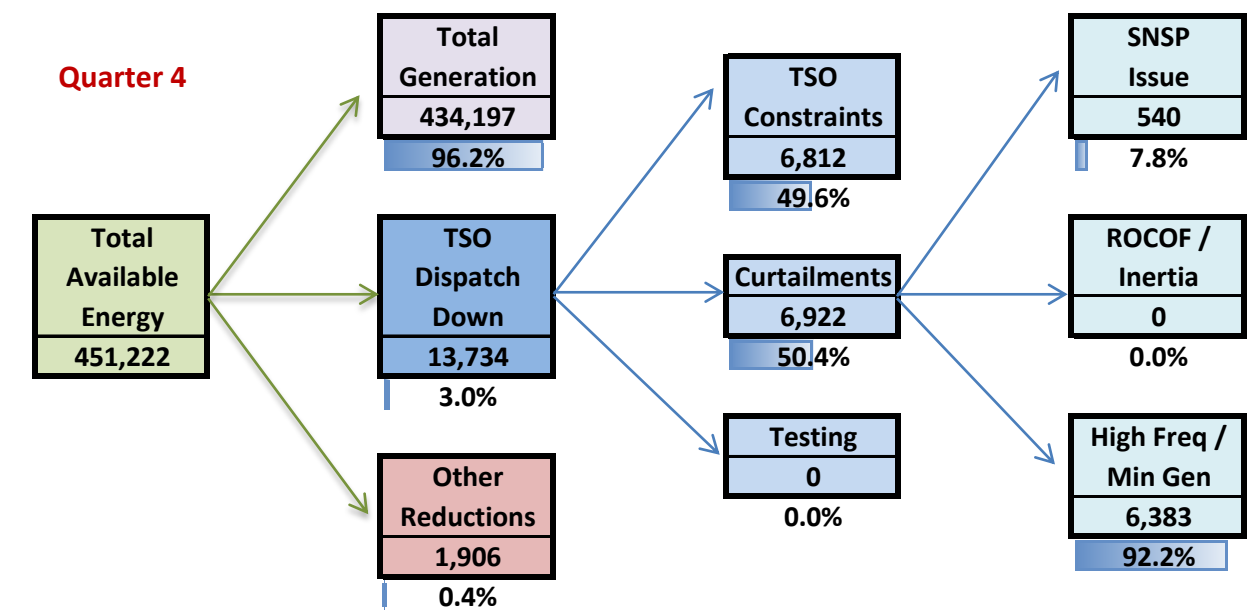 Quarter 4
Total
Available
Energy
451,222
Total
Generation
434,197
96.2%
TSO
Dispatch
Down
13,734
3.0%
Other
Reductions
1,906
0.4%
TSO
Constraints
6,812
49.6%
Curtailments
6,922
50.4%
Testing
0
0.0%
SNSP
Issue
540
7.8%
ROCOF /
Inertia
0
0.0%
High Freq /
Min Gen
6,383
92.2%